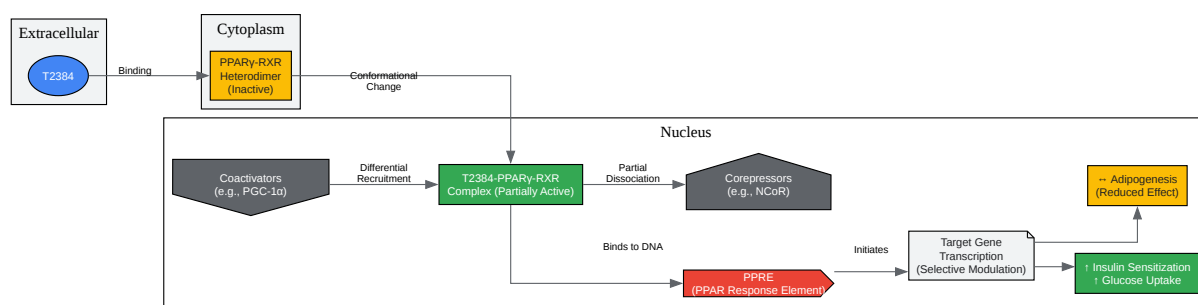 Extracellular
T2384
Binding
Cytoplasm
PPARγ-RXR
Heterodimer
(Inactive)
Conformational
Change
Nucleus
Coactivators
(e.g., PGC-1α)
Differential
Recruitment
T2384-PPARγ-RXR
Complex (Partially Active)
Partial
Dissociation
Corepressors
(e.g., NCoR)
Binds to DNA
PPRE
(PPAR Response Element)
Initiates
Target Gene
Transcription
(Selective Modulation)
↔ Adipogenesis
(Reduced Effect)
↑ Insulin Sensitization
↑ Glucose Uptake